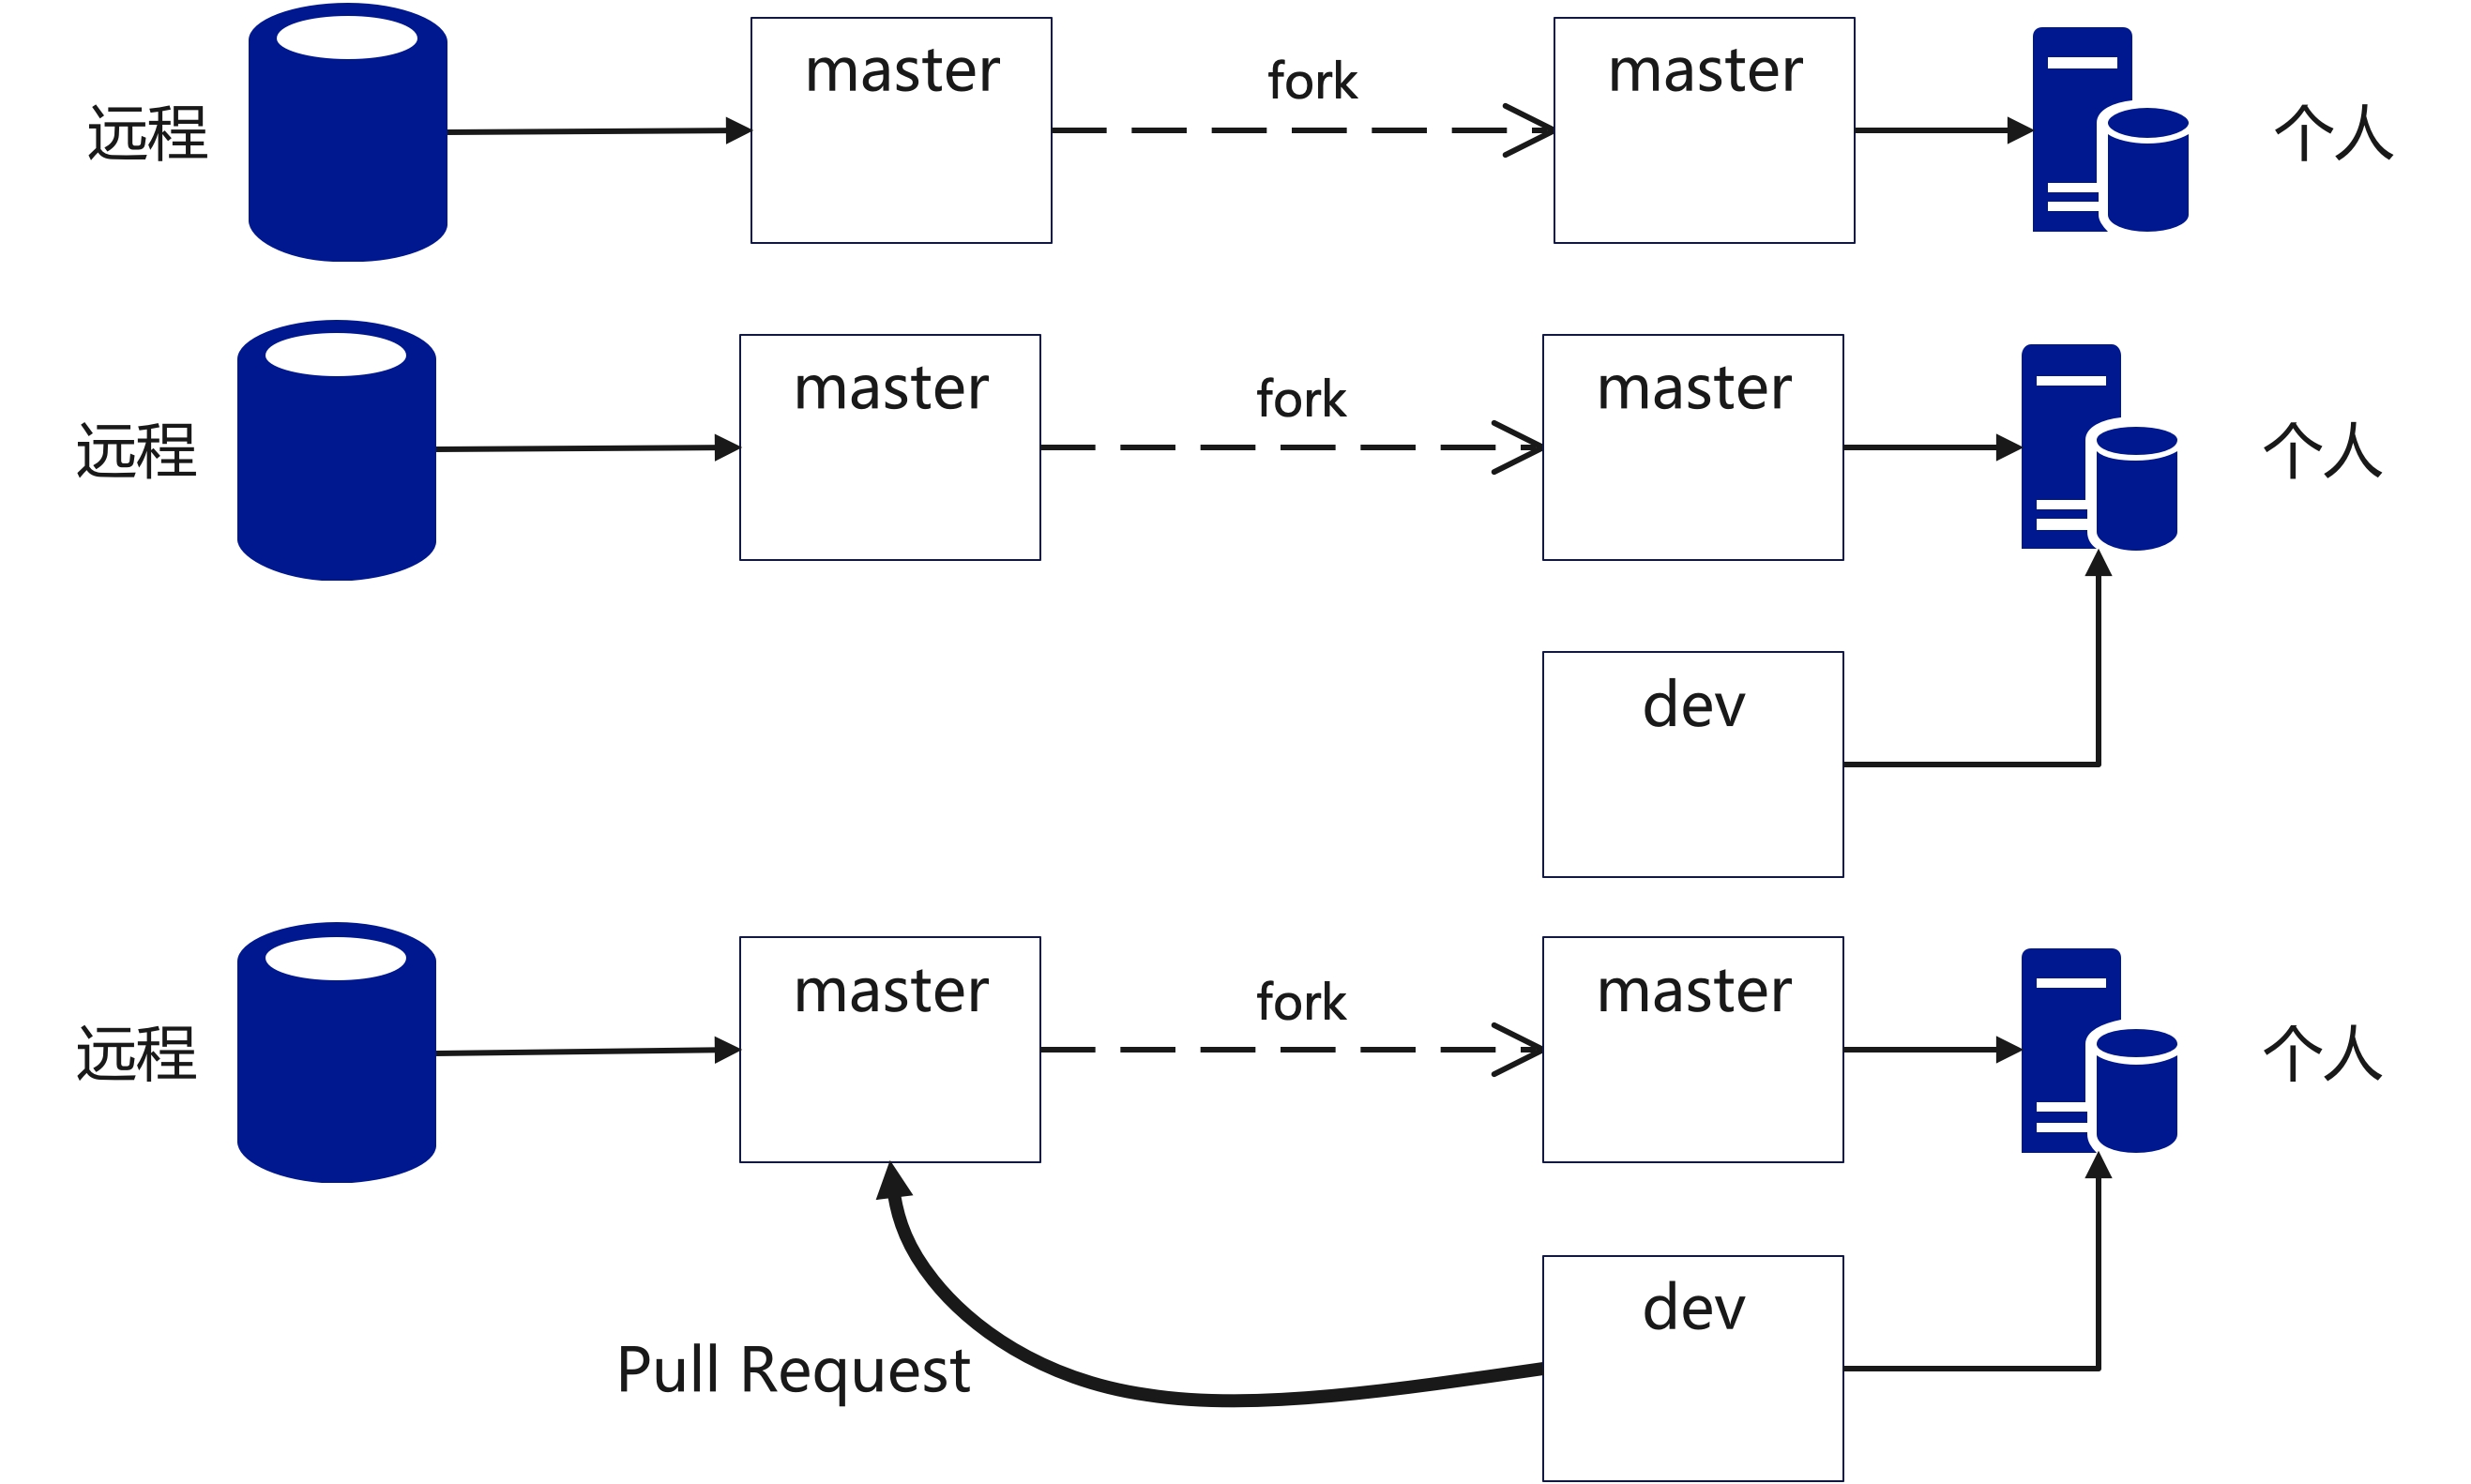 远程
master
fork
master
个人
远程
master
fork
master
个人
dev
远程
master
fork
master
个人
dev
Pull Request